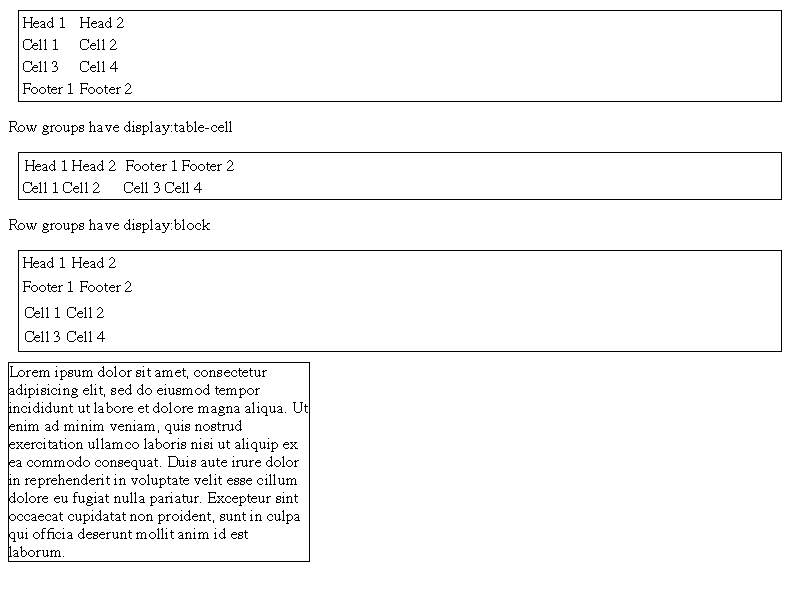 Head 1 Head 2
Cell 1 Cell 2
Cell 3 Cell 4
Footer 1 Footer 2
Row groups have display:table-cell
Head 1 Head 2 Footer 1 Footer 2
Cell 1 Cell 2 Cell 3 Cell 4
Row groups have display:block
Head 1 Head 2
Footer 1 Footer 2
Cell 1 Cell 2
Cell 3 Cell 4
Lorem ipsum dolor sit amet, consectetur
adipisicing elit, sed do eiusmod tempor
incididunt ut labore et dolore magna aliqua. Ut
enim ad minim veniam, quis nostrud
exercitation ullamco laboris nisi ut aliquip ex
ea commodo consequat. Duis aute irure dolor
in reprehenderit in voluptate velit esse cillum
dolore eu fugiat nulla pariatur. Excepteur sint
occaecat cupidatat non proident, sunt in culpa
qui officia deserunt mollit anim id est
laborum.